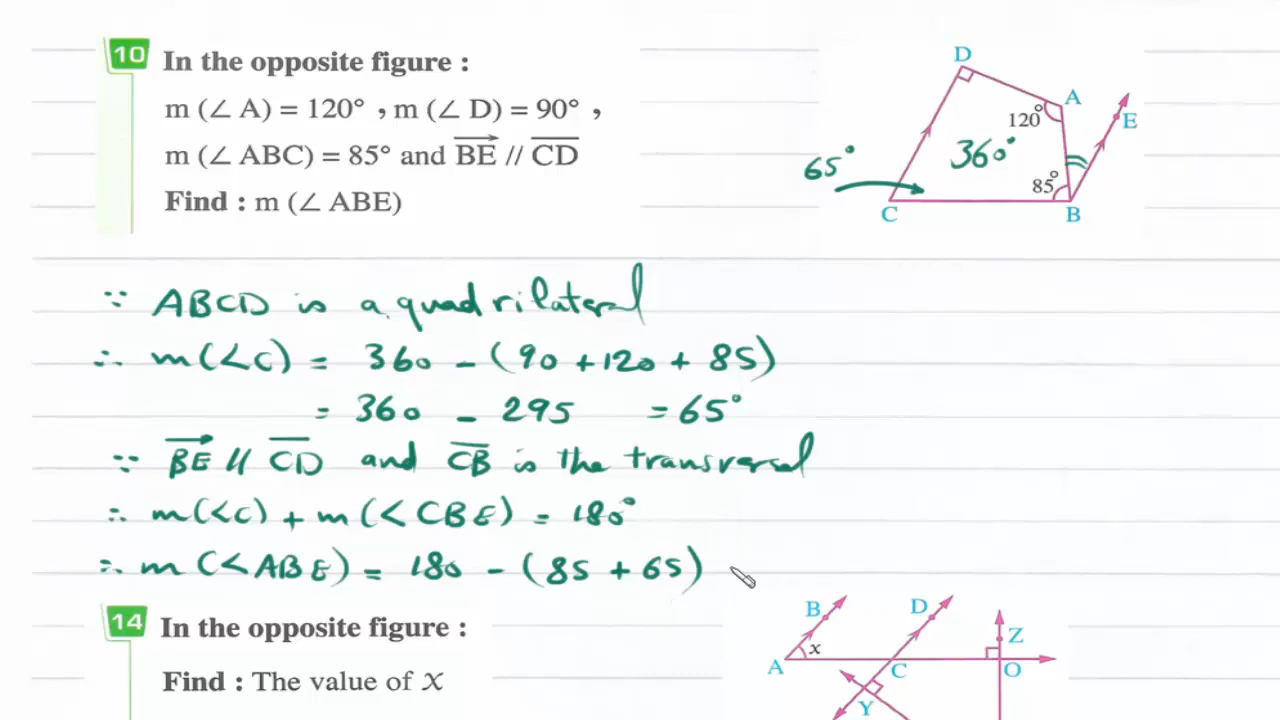 10 In the opposite figure :
m (∠ A) = 120° , m (∠ D) = 90° ,
m (∠ ABC) = 85° and BE // CD
Find : m (∠ ABE)
D
A
120°
E
360°
65°
85°
C
B
∵ ABCD is a quadrilateral
∴ m(<C) = 360 - (90 + 120 + 85)
= 360 - 295 = 65°
∵ BE // CD and CB is the transversal
∴ m(<C) + m(<CBE) = 180°
∴ m(<ABE) = 180 - (85 + 65)
14 In the opposite figure :
Find : The value of x
B
D
Z
x
A
C
O
Y